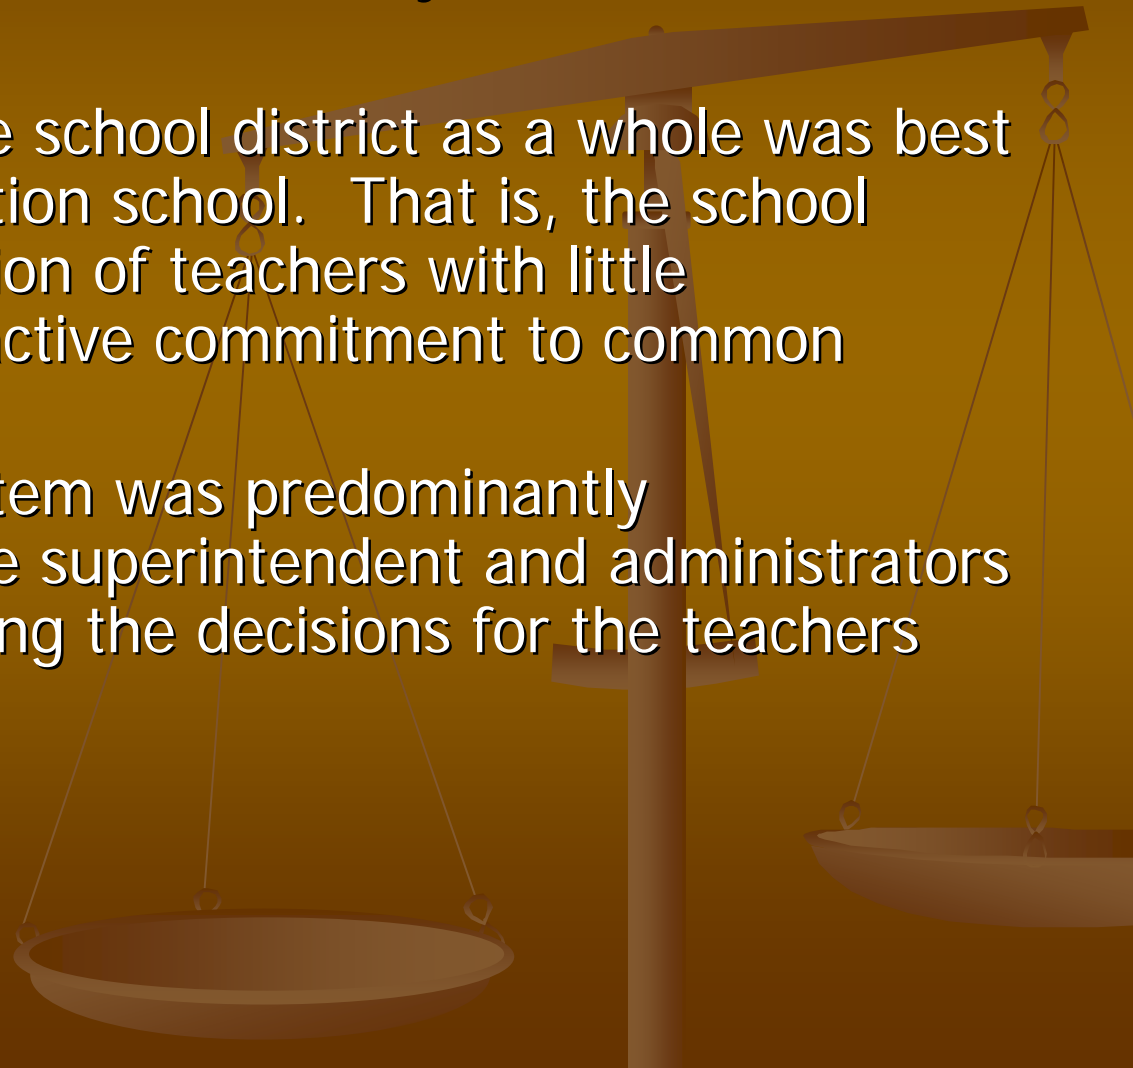 e school district as a whole was best
tion school. That is, the school
ion of teachers with little
active commitment to common
tem was predominantly
e superintendent and administrators
ng the decisions for the teachers